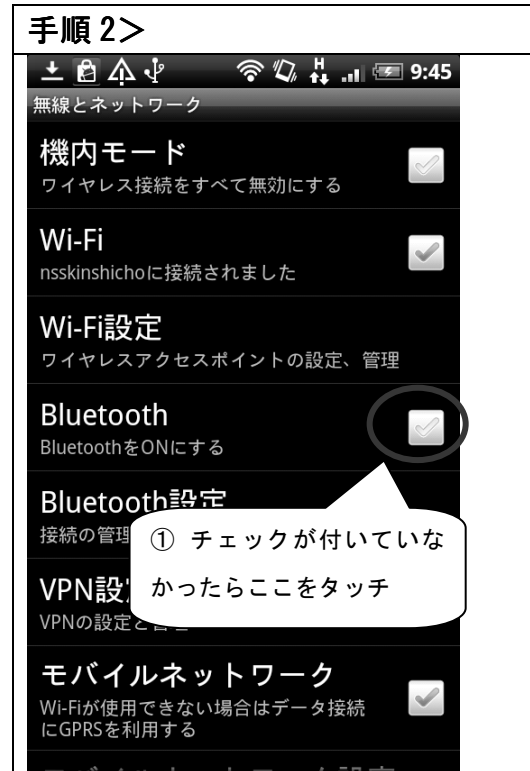 手順 2＞
H 9:45
無線とネットワーク
機内モード
ワイヤレス接続をすべて無効にする
Wi-Fi
nsskinshichoに接続されました
Wi-Fi設定
ワイヤレスアクセスポイントの設定、管理
Bluetooth
BluetoothをONにする
Bluetooth設定
接続の管理
① チェックが付いていな
かったらここをタッチ
VPN設
VPNの設定と管理
モバイルネットワーク
Wi-Fiが使用できない場合はデータ接続
にGPRSを利用する